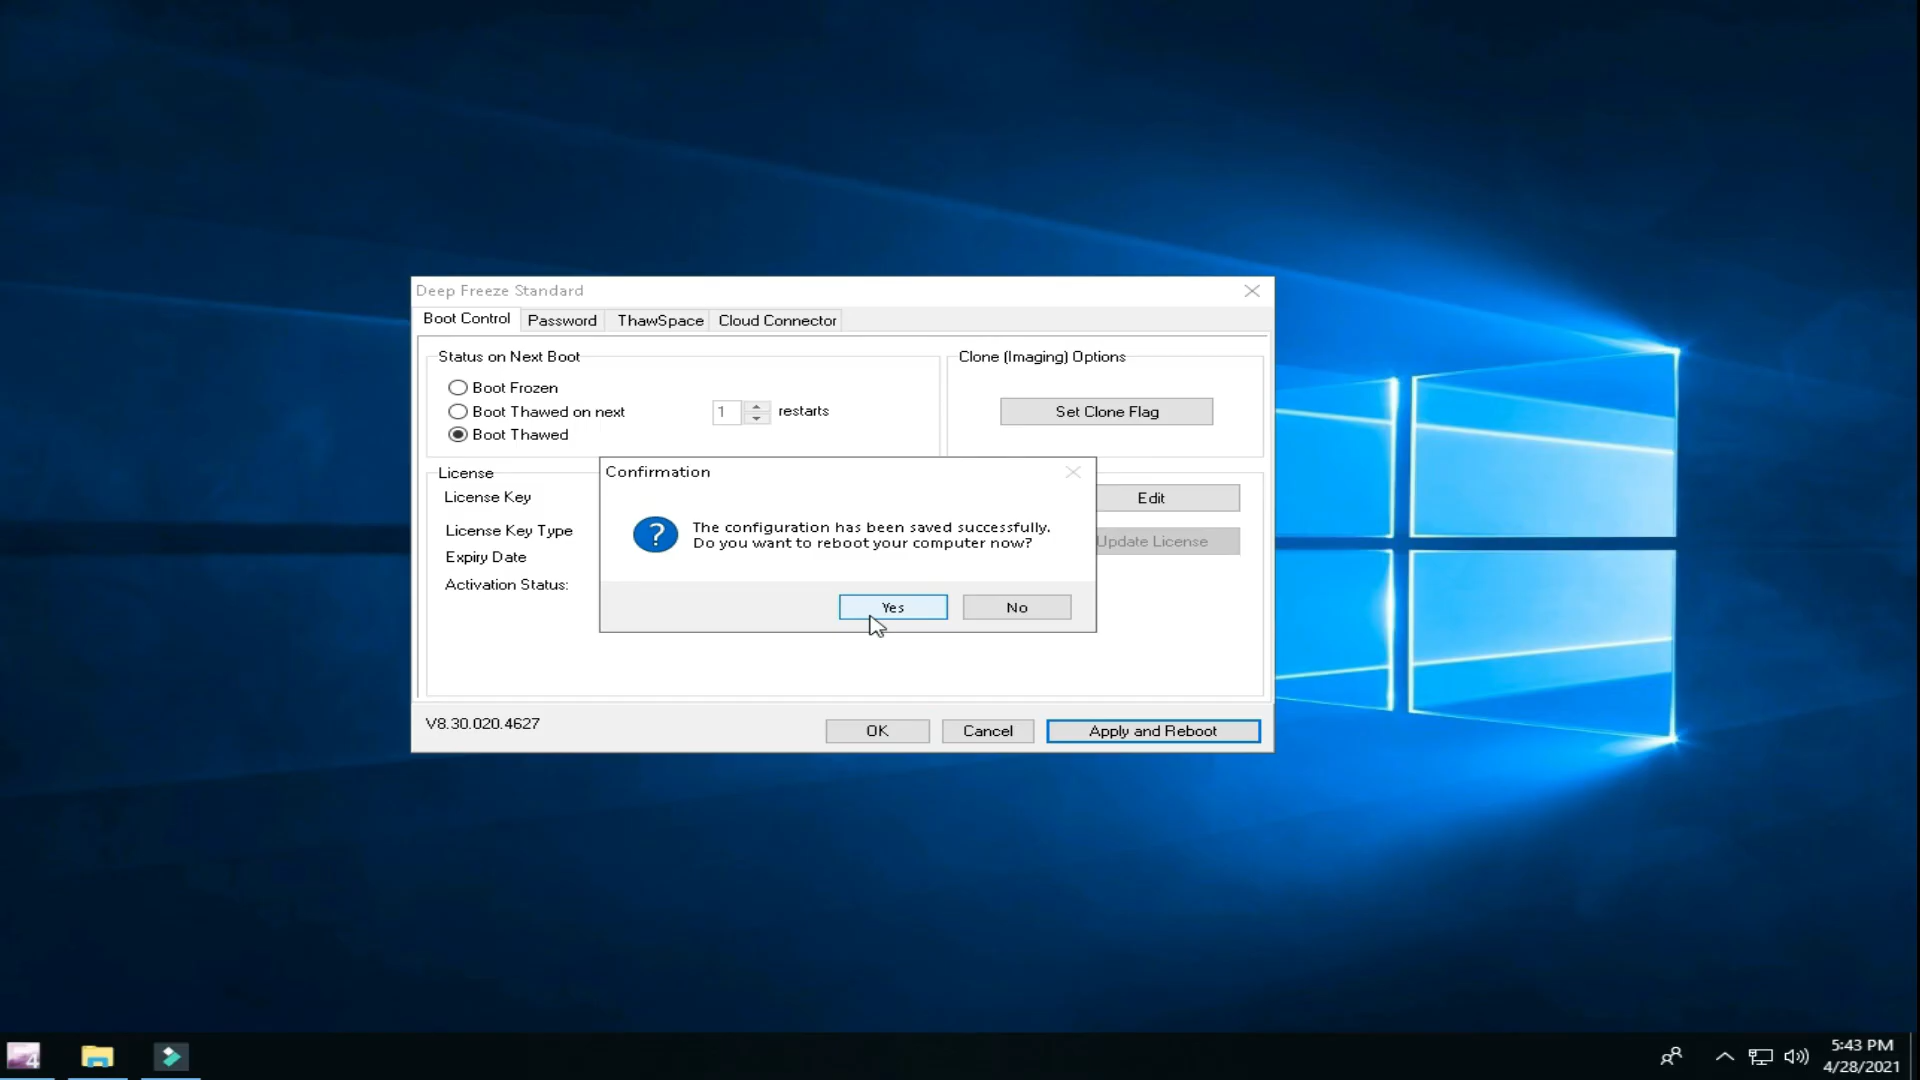 Deep Freeze Standard
Boot Control
Password
ThawSpace
Cloud Connector
Status on Next Boot
Boot Frozen
Boot Thawed on next
1
restarts
Boot Thawed
Clone (Imaging) Options
Set Clone Flag
License
License Key
Edit
License Key Type
Update License
Expiry Date
Activation Status:
Confirmation
?
The configuration has been saved successfully.
Do you want to reboot your computer now?
Yes
No
V8.30.020.4627
OK
Cancel
Apply and Reboot
4
5:43 PM
4/28/2021